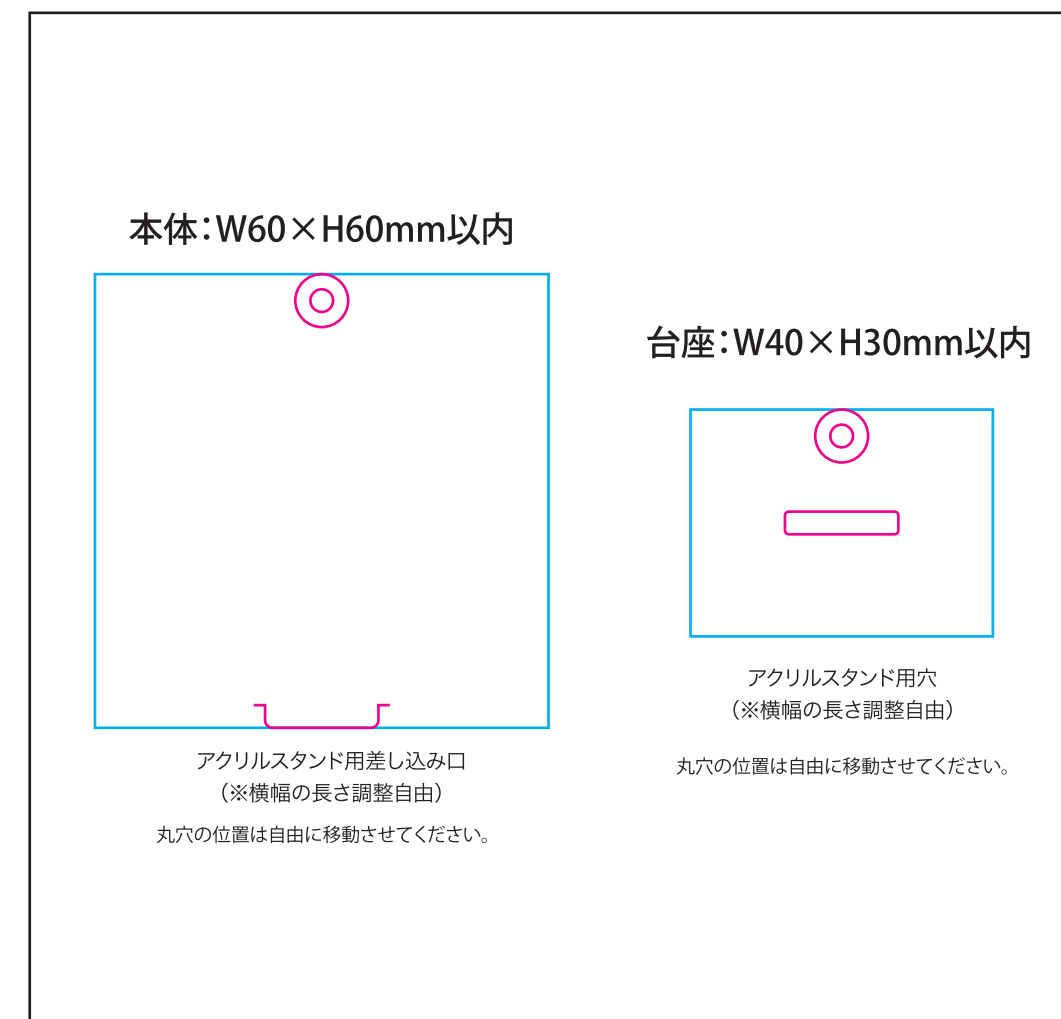 本体：W60×H60mm以内
アクリルスタンド用差し込み口
（※横幅の長さ調整自由）
丸穴の位置は自由に移動させてください。
台座：W40×H30mm以内
アクリルスタンド用穴
（※横幅の長さ調整自由）
丸穴の位置は自由に移動させてください。